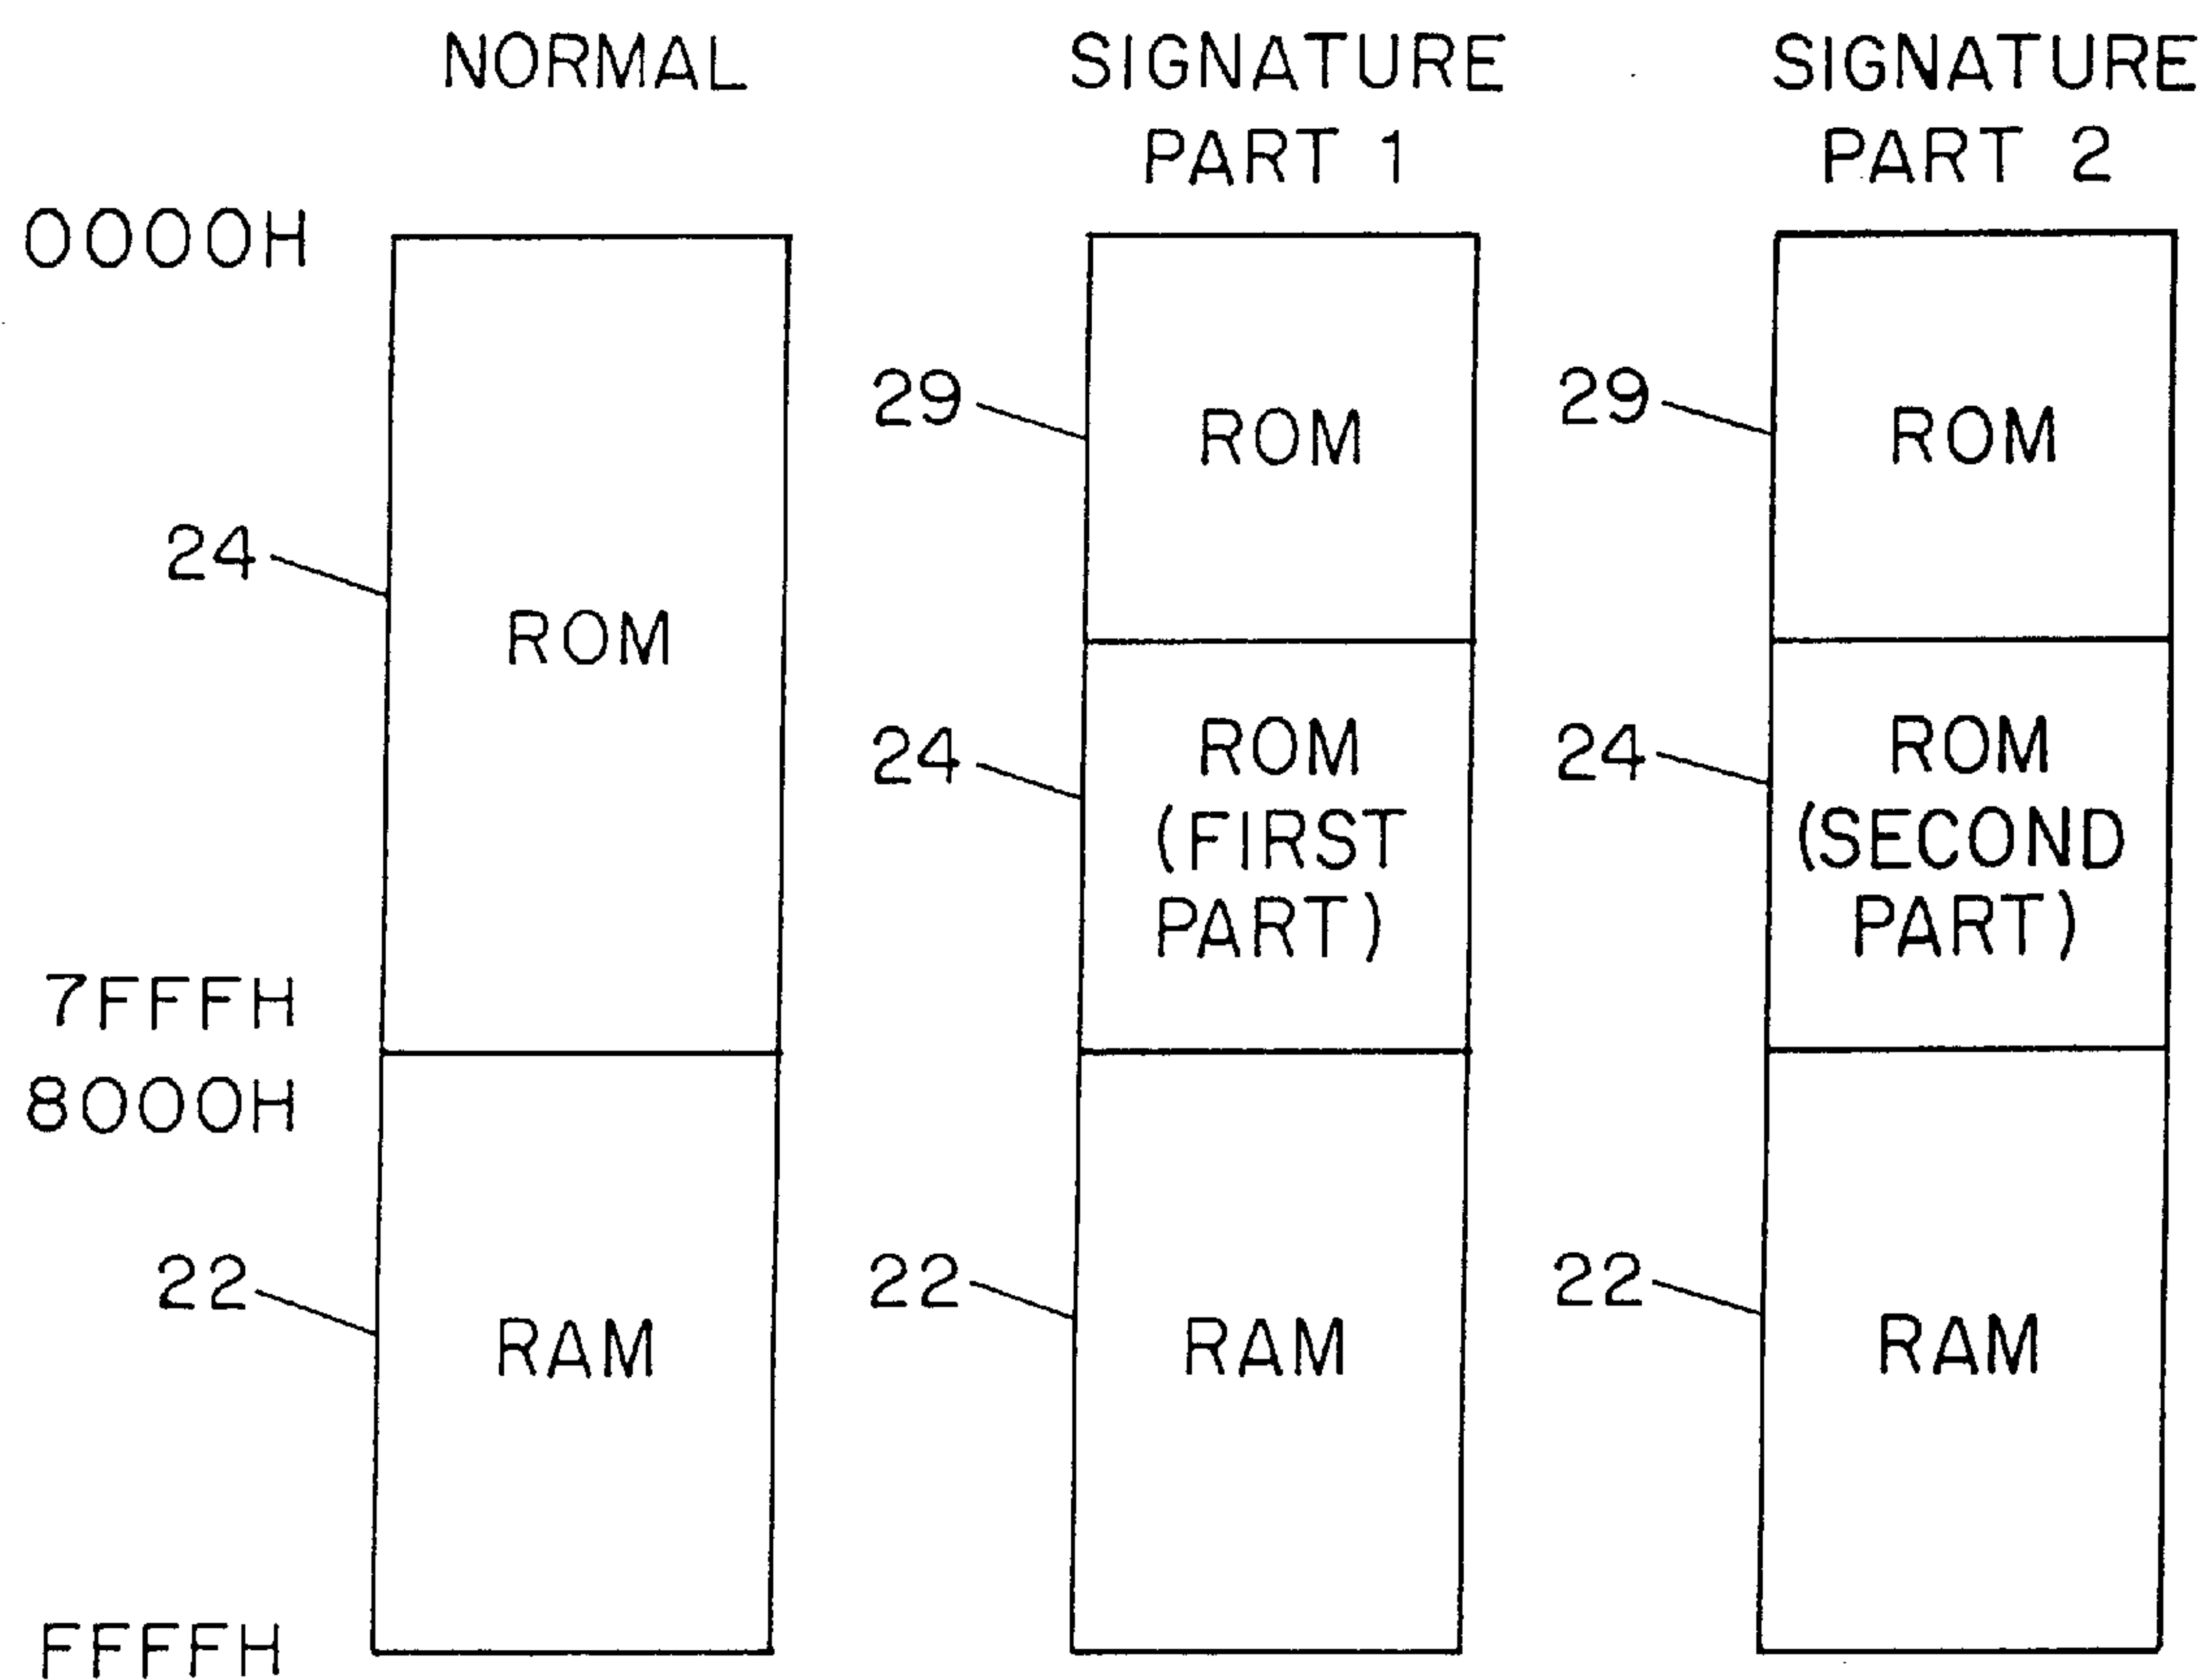 NORMAL
SIGNATURE
PART 1
SIGNATURE
PART 2
0000H
24
ROM
7FFFH
8000H
22
RAM
FFFFH
29
ROM
24
ROM
(FIRST
PART)
22
RAM
29
ROM
24
ROM
(SECOND
PART)
22
RAM